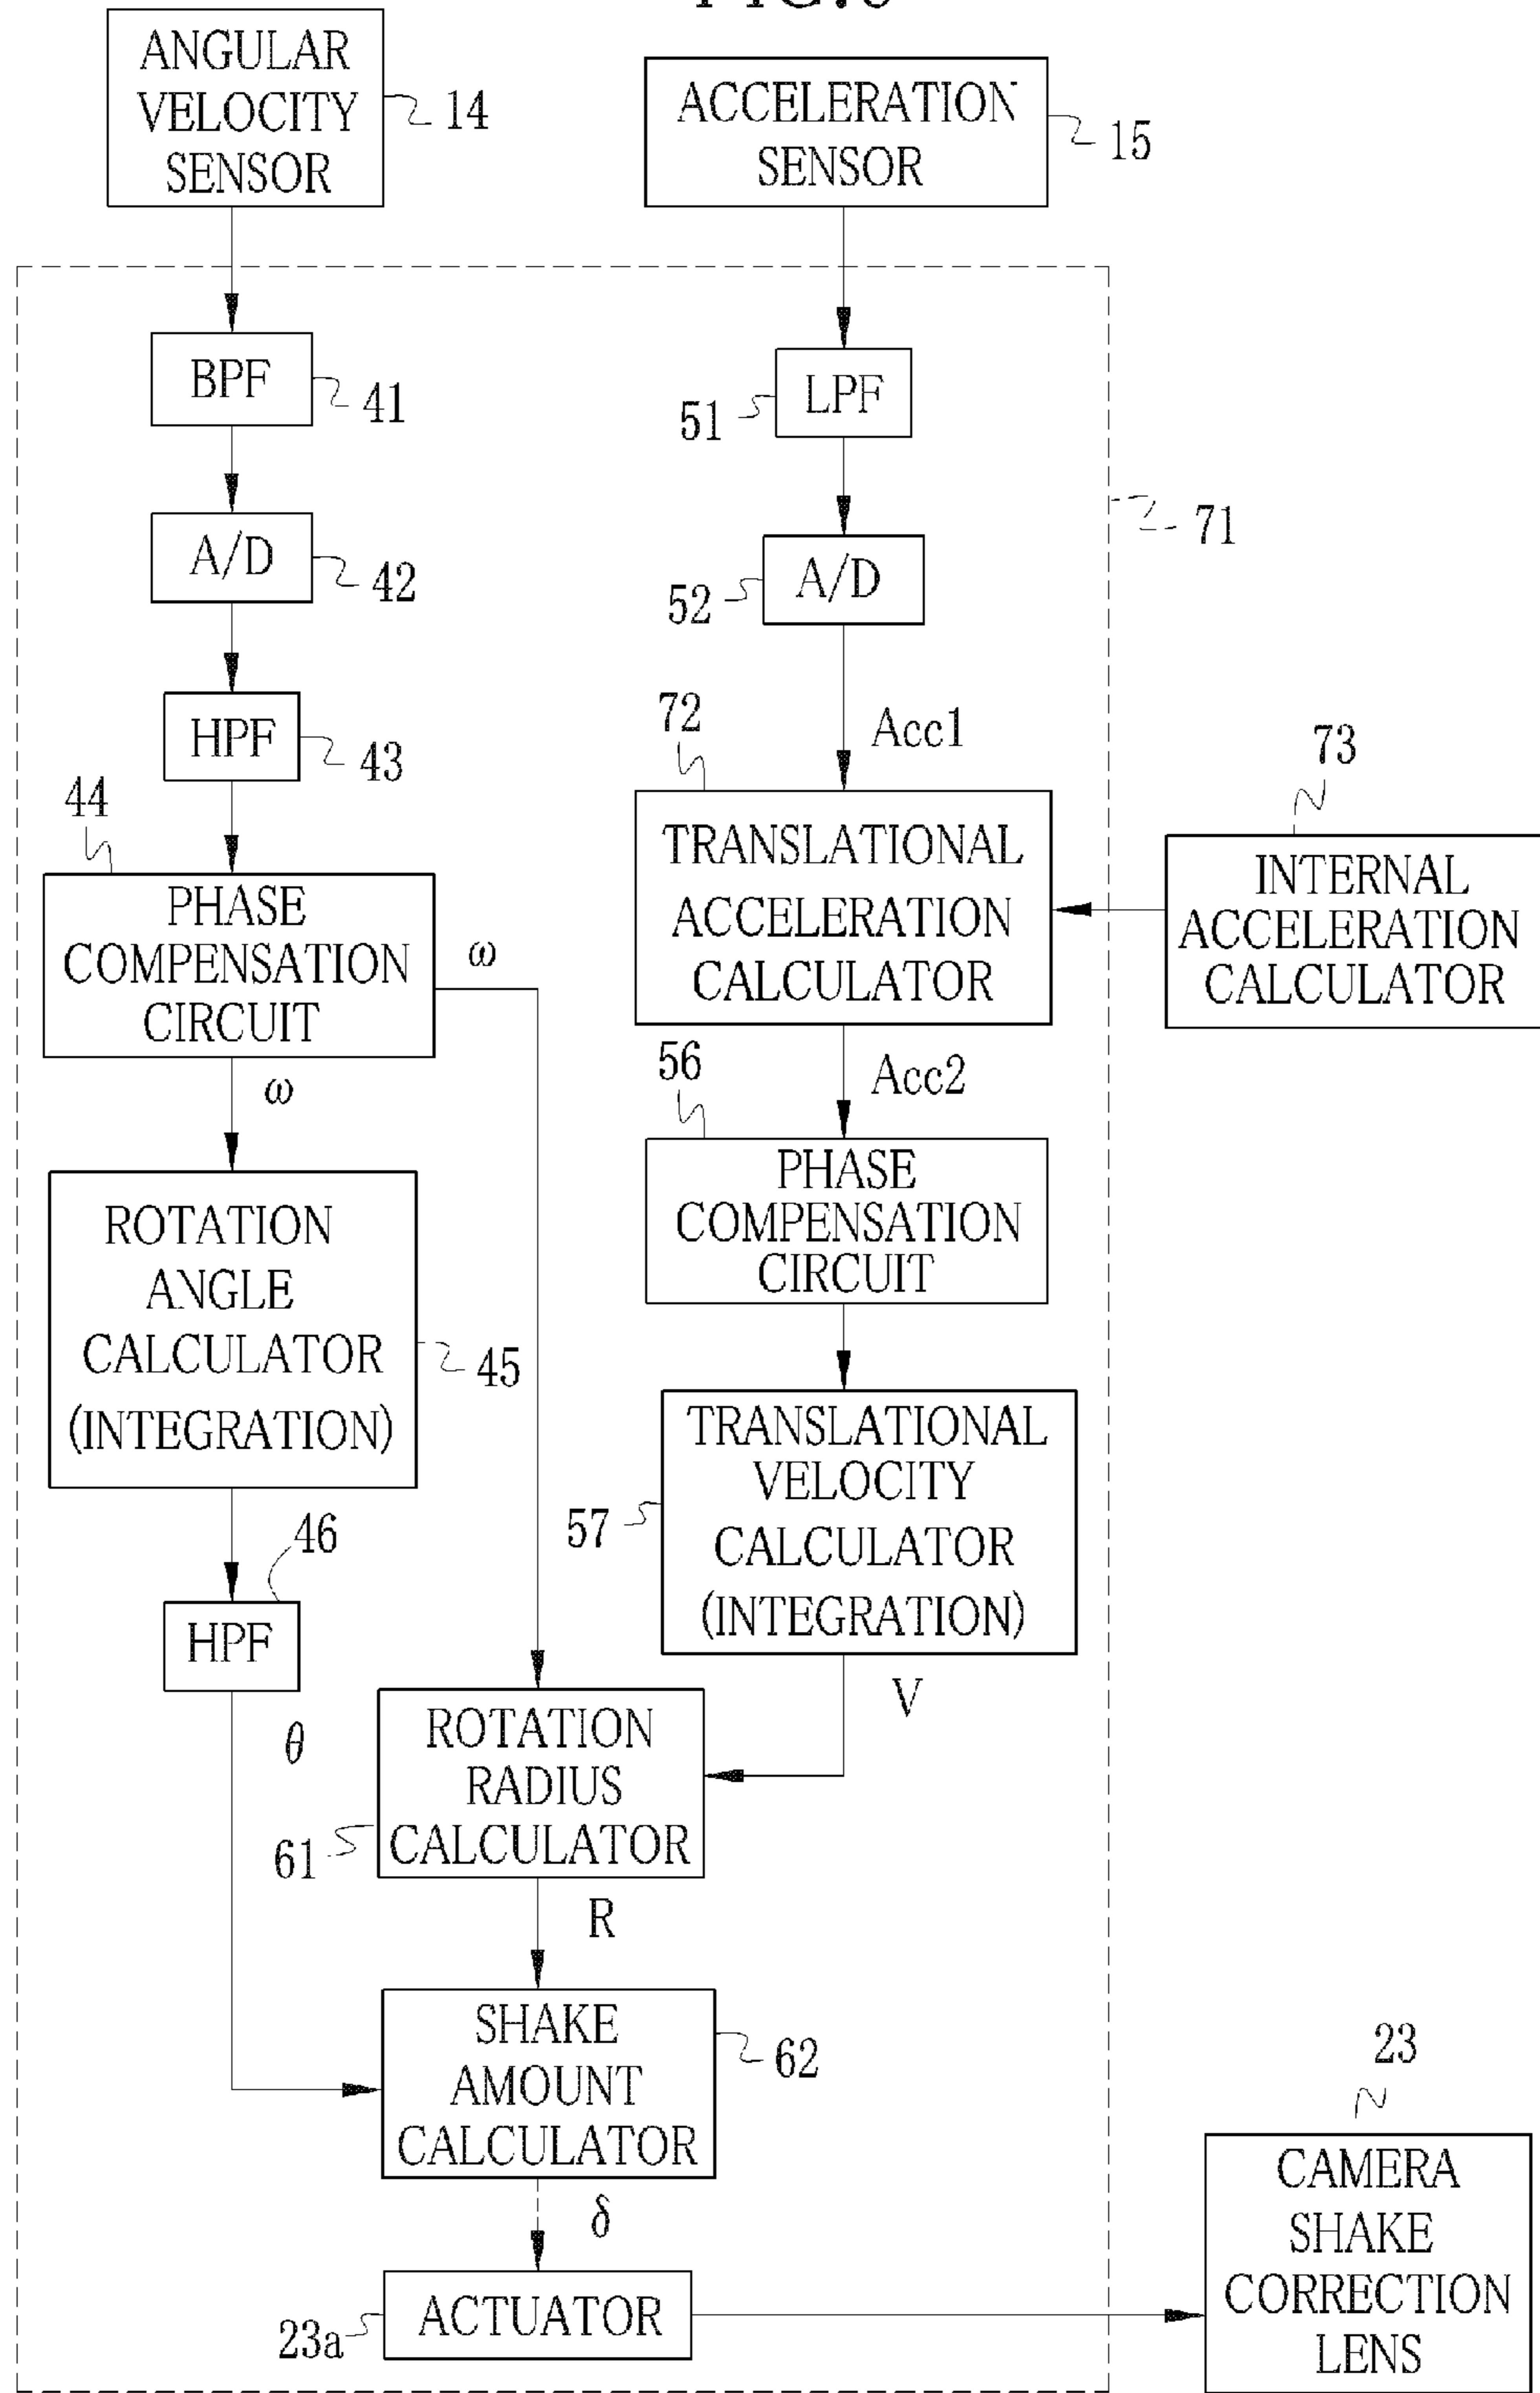 ANGULAR
VELOCITY
SENSOR
14
ACCELERATION
SENSOR
15
BPF
41
LPF
51
A/D
42
A/D
52
71
HPF
43
72
Acc1
73
44
PHASE
COMPENSATION
CIRCUIT
ω
ω
TRANSLATIONAL
ACCELERATION
CALCULATOR
INTERNAL
ACCELERATION
CALCULATOR
56
Acc2
PHASE
COMPENSATION
CIRCUIT
ROTATION
ANGLE
CALCULATOR
(INTEGRATION)
45
TRANSLATIONAL
VELOCITY
CALCULATOR
(INTEGRATION)
57
46
HPF
θ
V
ROTATION
RADIUS
CALCULATOR
61
R
SHAKE
AMOUNT
CALCULATOR
62
δ
ACTUATOR
23a
23
CAMERA
SHAKE
CORRECTION
LENS